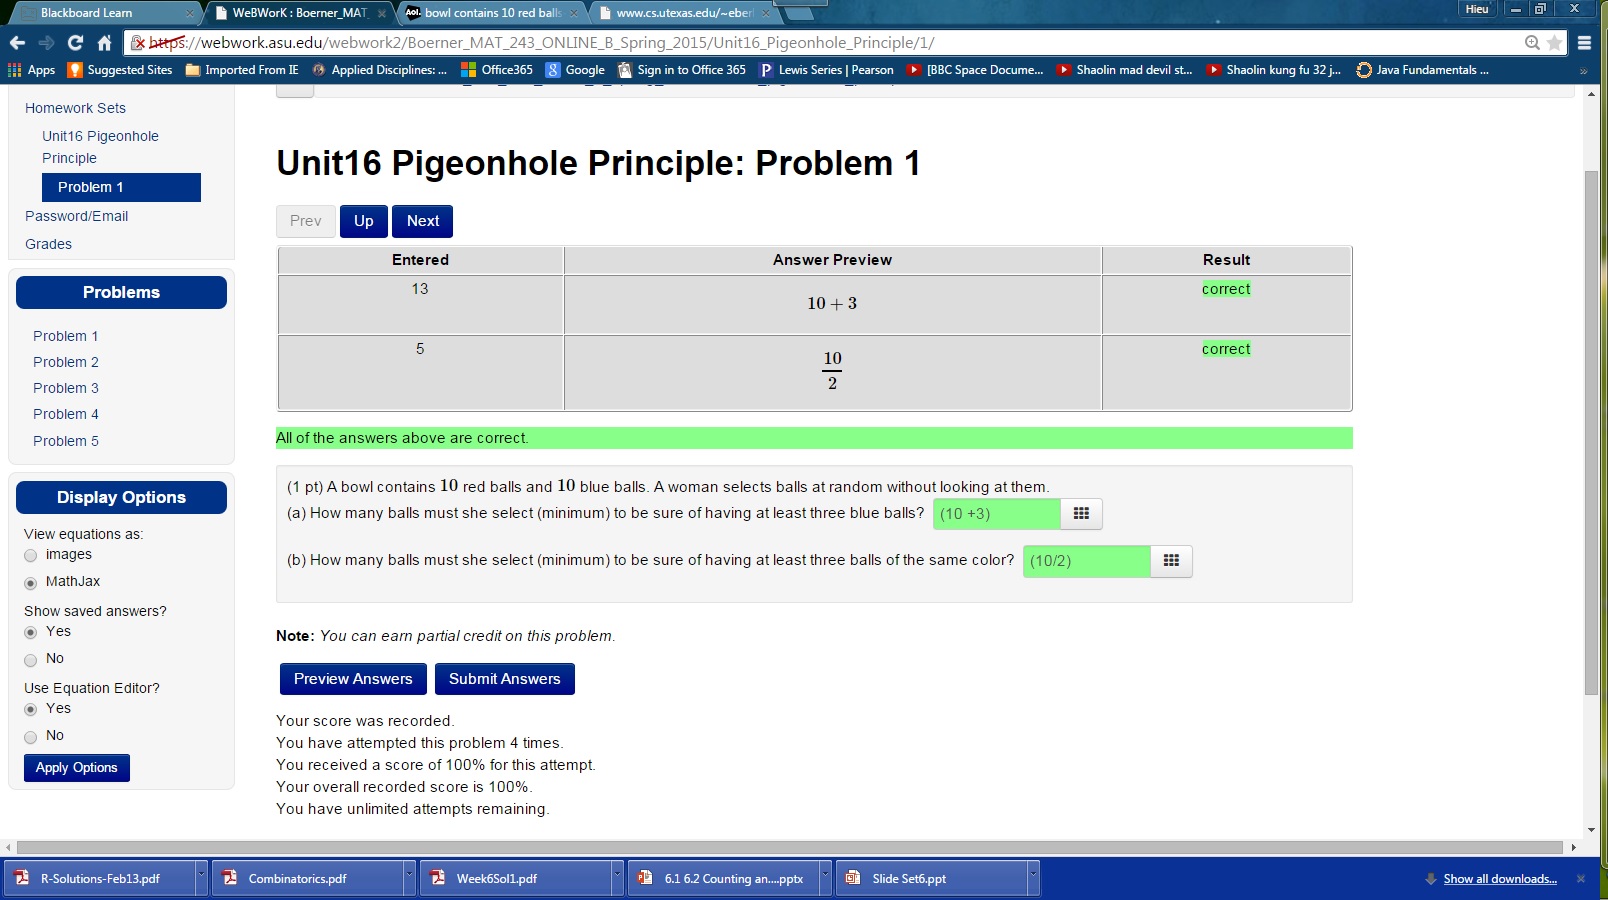 Blackboard Learn
WeBWorK : Boerner_MAT_
Aol. bowl contains 10 red balls
www.cs.utexas.edu/~eber
Hieu
https://webwork.asu.edu/webwork2/Boerner_MAT_243_ONLINE_B_Spring_2015/Unit16_Pigeonhole_Principle/1/
Apps
Suggested Sites
Imported From IE
Applied Disciplines: ...
Office365
Google
Sign in to Office 365
Lewis Series | Pearson
[BBC Space Docume...
Shaolin mad devil st...
Shaolin kung fu 32 j...
Java Fundamentals ...
»
Homework Sets
Unit16 Pigeonhole
Principle
Problem 1
Password/Email
Grades
Problems
Problem 1
Problem 2
Problem 3
Problem 4
Problem 5
Display Options
View equations as:
images
MathJax
Show saved answers?
Yes
No
Use Equation Editor?
Yes
No
Apply Options
Unit16 Pigeonhole Principle: Problem 1
Prev Up Next
Entered Answer Preview Result
13 10 + 3 correct
5 10/2 correct
All of the answers above are correct.
(1 pt) A bowl contains 10 red balls and 10 blue balls. A woman selects balls at random without looking at them.
(a) How many balls must she select (minimum) to be sure of having at least three blue balls? (10 +3)
(b) How many balls must she select (minimum) to be sure of having at least three balls of the same color? (10/2)
Note: You can earn partial credit on this problem.
Preview Answers Submit Answers
Your score was recorded.
You have attempted this problem 4 times.
You received a score of 100% for this attempt.
Your overall recorded score is 100%.
You have unlimited attempts remaining.
R-Solutions-Feb13.pdf
Combinatorics.pdf
Week6Sol1.pdf
6.1 6.2 Counting an....pptx
Slide Set6.ppt
Show all downloads...